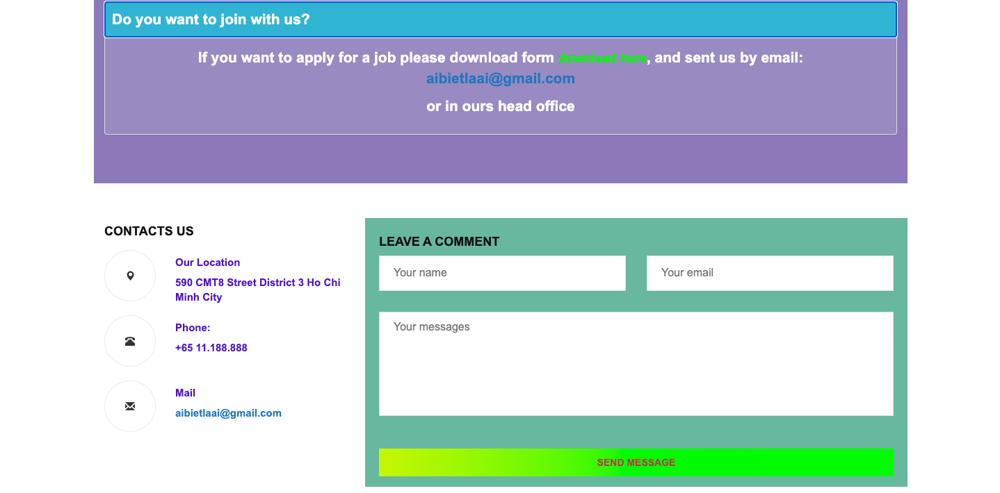 Do you want to join with us?
If you want to apply for a job please download form download here, and sent us by email:
aibietlaai@gmail.com
or in ours head office
CONTACTS US
Our Location
590 CMT8 Street District 3 Ho Chi
Minh City
Phone:
+65 11.188.888
Mail
aibietlaai@gmail.com
LEAVE A COMMENT
Your name
Your email
Your messages
SEND MESSAGE